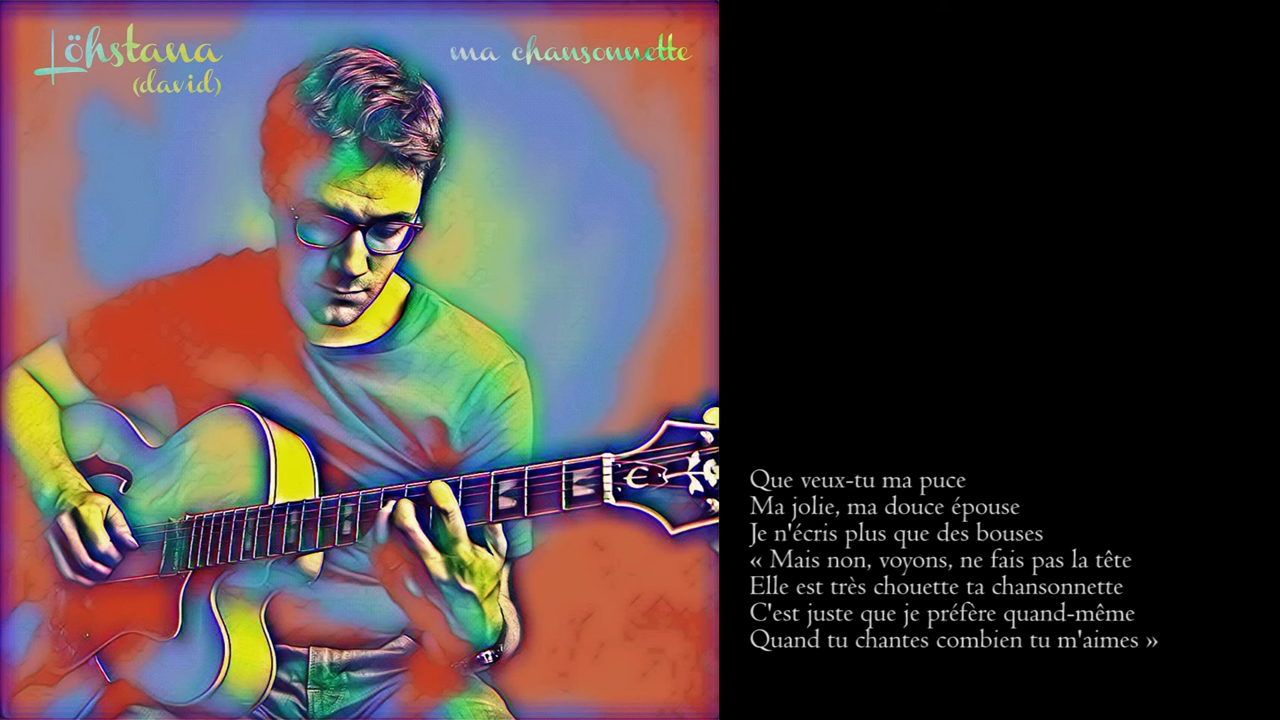 Löhstana
(david)
ma chansonnette
Que veux-tu ma puce
Ma jolie, ma douce épouse
Je n'écris plus que des bouses
« Mais non, voyons, ne fais pas la tête
Elle est très chouette ta chansonnette
C'est juste que je préfère quand-même
Quand tu chantes combien tu m'aimes »